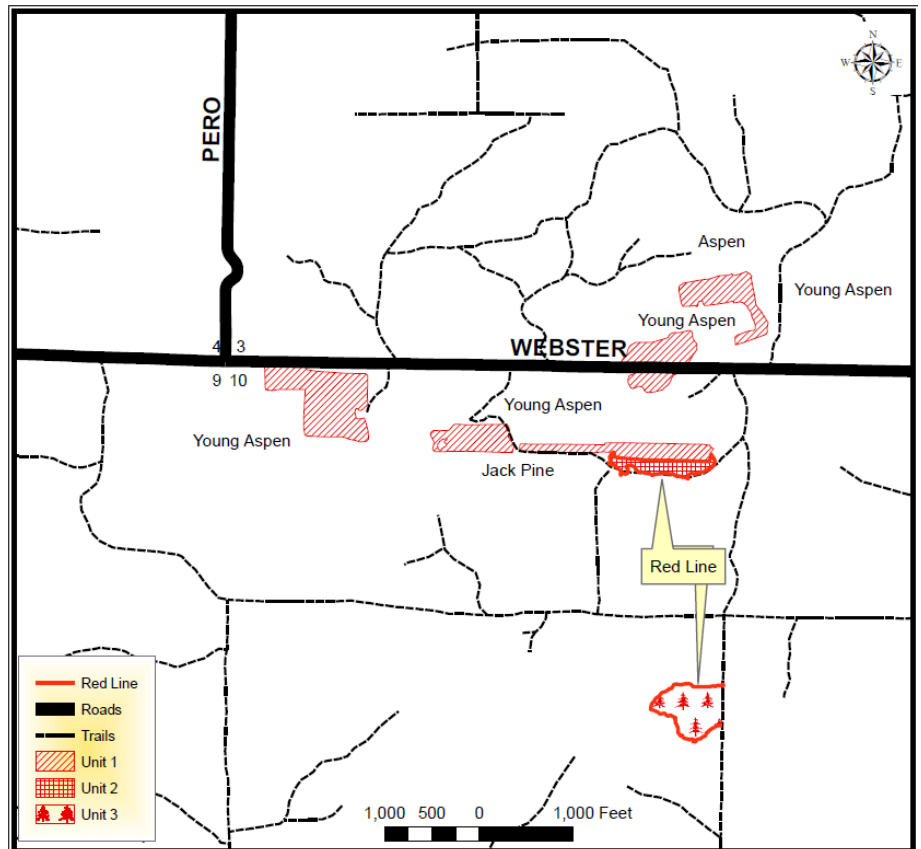 N
W E
S
PERO
Aspen
Young Aspen
Young Aspen
WEBSTER
4 3
9 10
Young Aspen
Young Aspen
Jack Pine
Red Line
Red Line
Roads
Trails
Unit 1
Unit 2
Unit 3
1,000 500 0 1,000 Feet